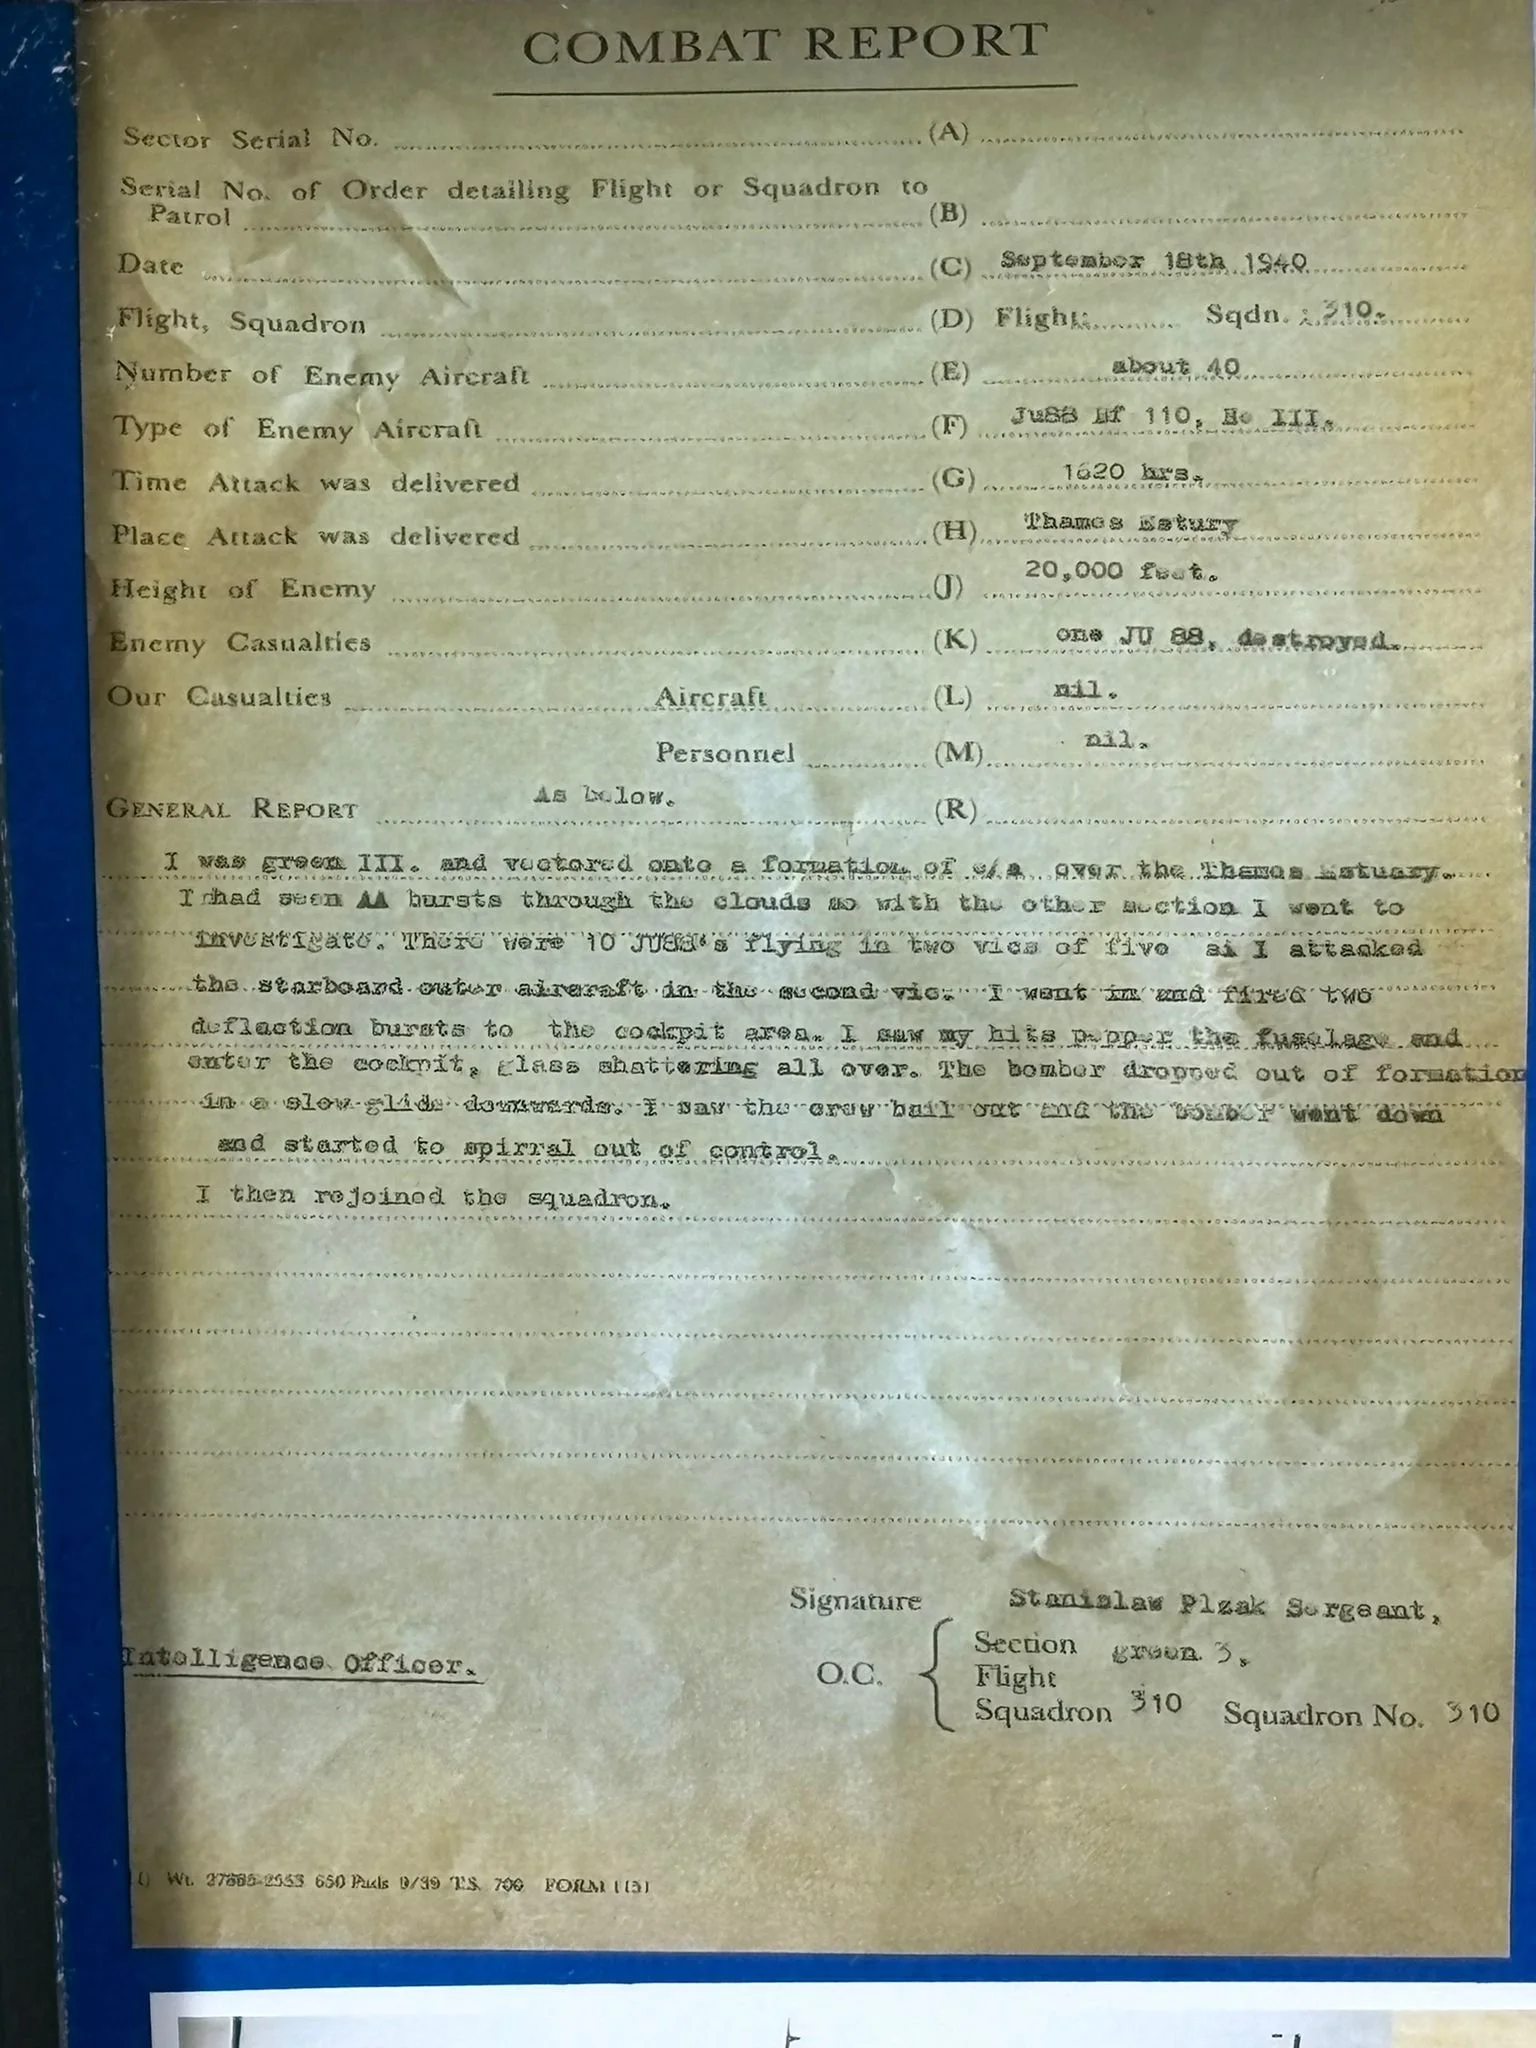 COMBAT REPORT
Sector Serial No. (A)
Serial No. of Order detailing Flight or Squadron to
Patrol (B)
Date (C) September 18th 1940
Flight, Squadron (D) Flight: Sqdn. : 310.
Number of Enemy Aircraft (E) about 40
Type of Enemy Aircraft (F) Ju88 Mf 110, He III.
Time Attack was delivered (G) 1620 hrs.
Place Attack was delivered (H) Thames Estury
Height of Enemy (J) 20,000 feet.
Enemy Casualties (K) one JU 88, destroyed.
Our Casualties Aircraft (L) nil.
Personnel (M) nil.
GENERAL REPORT As below. (R)
I was green III. and vectored onto a formation of e/a over the Thames Estuary.
I had seen AA bursts through the clouds so with the other section I went to
investigate. There were 10 JU88's flying in two vics of five I attacked
the starboard outer aircraft in the second vic. I went in and fired two
deflection bursts to the cockpit area. I saw my hits pepper the fuselage and
enter the cockpit, glass shattering all over. The bomber dropped out of formation
in a slow glide downwards. I saw the crew bail out and the bomber went down
and started to spirral out of control.
I then rejoined the squadron.
Signature Stanislaw Plzak Sergeant,
Intelligence Officer.
O.C. Section green 3,
Flight
Squadron 310 Squadron No. 310
Wt. 650 Pads 9/39 T.S. 700 FORM